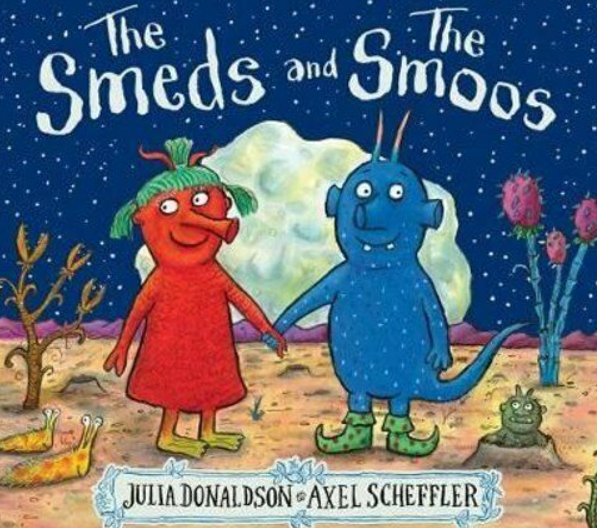 The Smeds and The Smoos
JULIA DONALDSON & AXEL SCHEFFLER